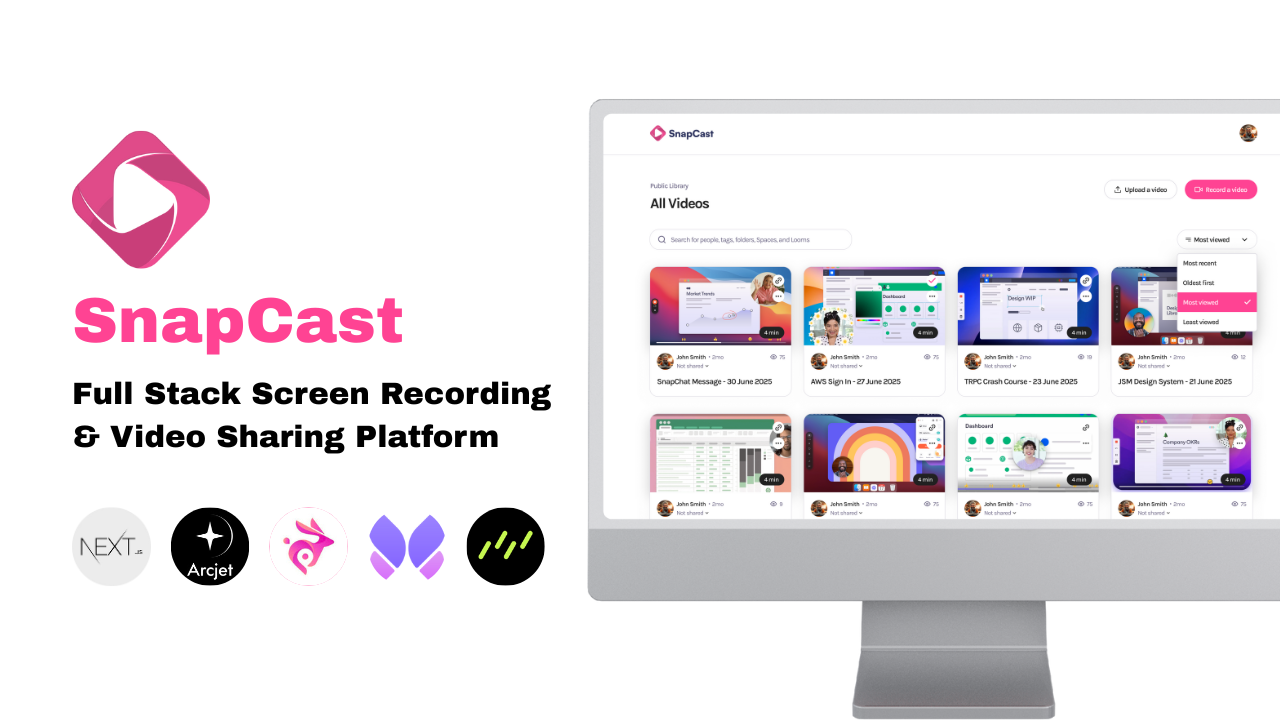 SnapCast
Full Stack Screen Recording
& Video Sharing Platform
NEXT.JS
Arcjet
SnapCast
Public Library
All Videos
Upload a video
Record a video
Search for people, tags, folders, Spaces, and Looms
Most viewed
Most recent
Oldest first
Most viewed
Least viewed
Market Trends
4 min
Dashboard
4 min
Design WIP
4 min
4 min
John Smith • 2mo 75
Not shared
SnapChat Message - 30 June 2025
John Smith • 2mo 75
Not shared
AWS Sign In - 27 June 2025
John Smith • 2mo 19
Not shared
TRPC Crash Course - 23 June 2025
John Smith • 2mo 12
Not shared
JSM Design System - 21 June 2025
4 min
4 min
Dashboard
4 min
Company OKRs
4 min
John Smith • 2mo 9
Not shared
John Smith • 2mo 75
Not shared
John Smith • 2mo 75
Not shared
John Smith • 2mo 75
Not shared